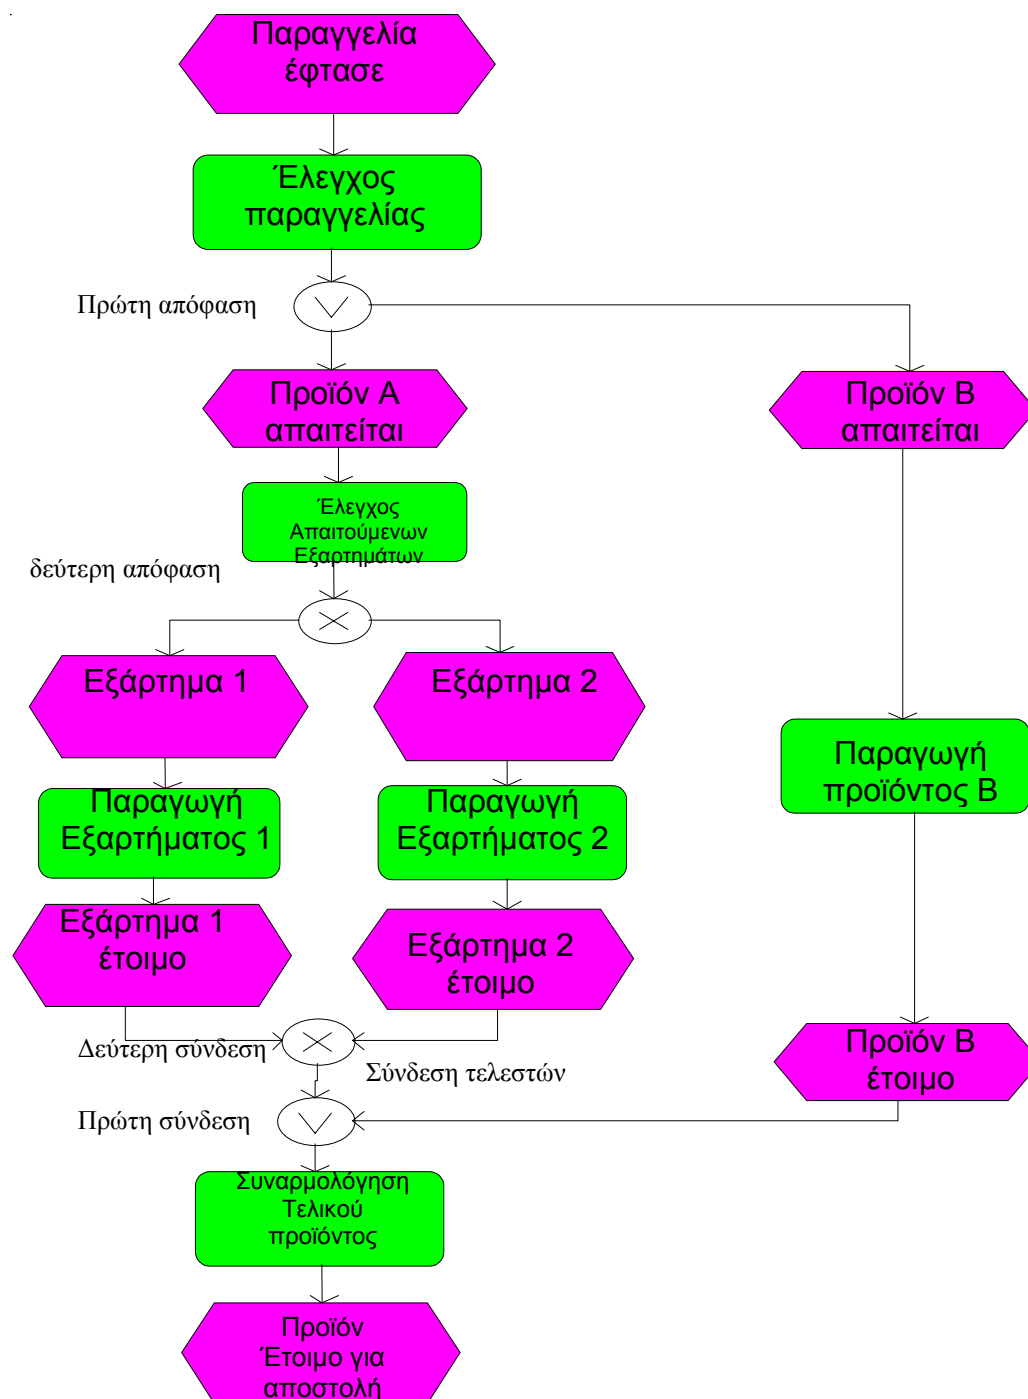 Παραγγελία
έφτασε
Έλεγχος
παραγγελίας
Πρώτη απόφαση
Προϊόν Α
απαιτείται
Προϊόν Β
απαιτείται
Έλεγχος
Απαιτούμενων
Εξαρτημάτων
δεύτερη απόφαση
Εξάρτημα 1
Εξάρτημα 2
Παραγωγή
Εξαρτήματος 1
Παραγωγή
Εξαρτήματος 2
Παραγωγή
προϊόντος Β
Εξάρτημα 1
έτοιμο
Εξάρτημα 2
έτοιμο
Δεύτερη σύνδεση
Σύνδεση τελεστών
Προϊόν Β
έτοιμο
Πρώτη σύνδεση
Συναρμολόγηση
Τελικού
προϊόντος
Προϊόν
Έτοιμο για
αποστολή